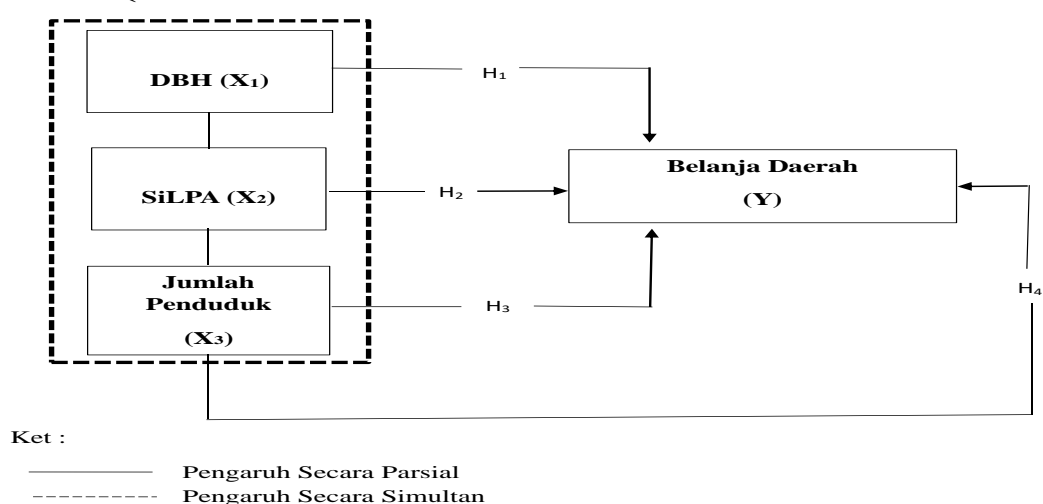 DBH (X₁)
H₁
Belanja Daerah
(Y)
SiLPA (X₂)
H₂
Jumlah
Penduduk
(X₃)
H₃
H₄
Ket :
Pengaruh Secara Parsial
Pengaruh Secara Simultan